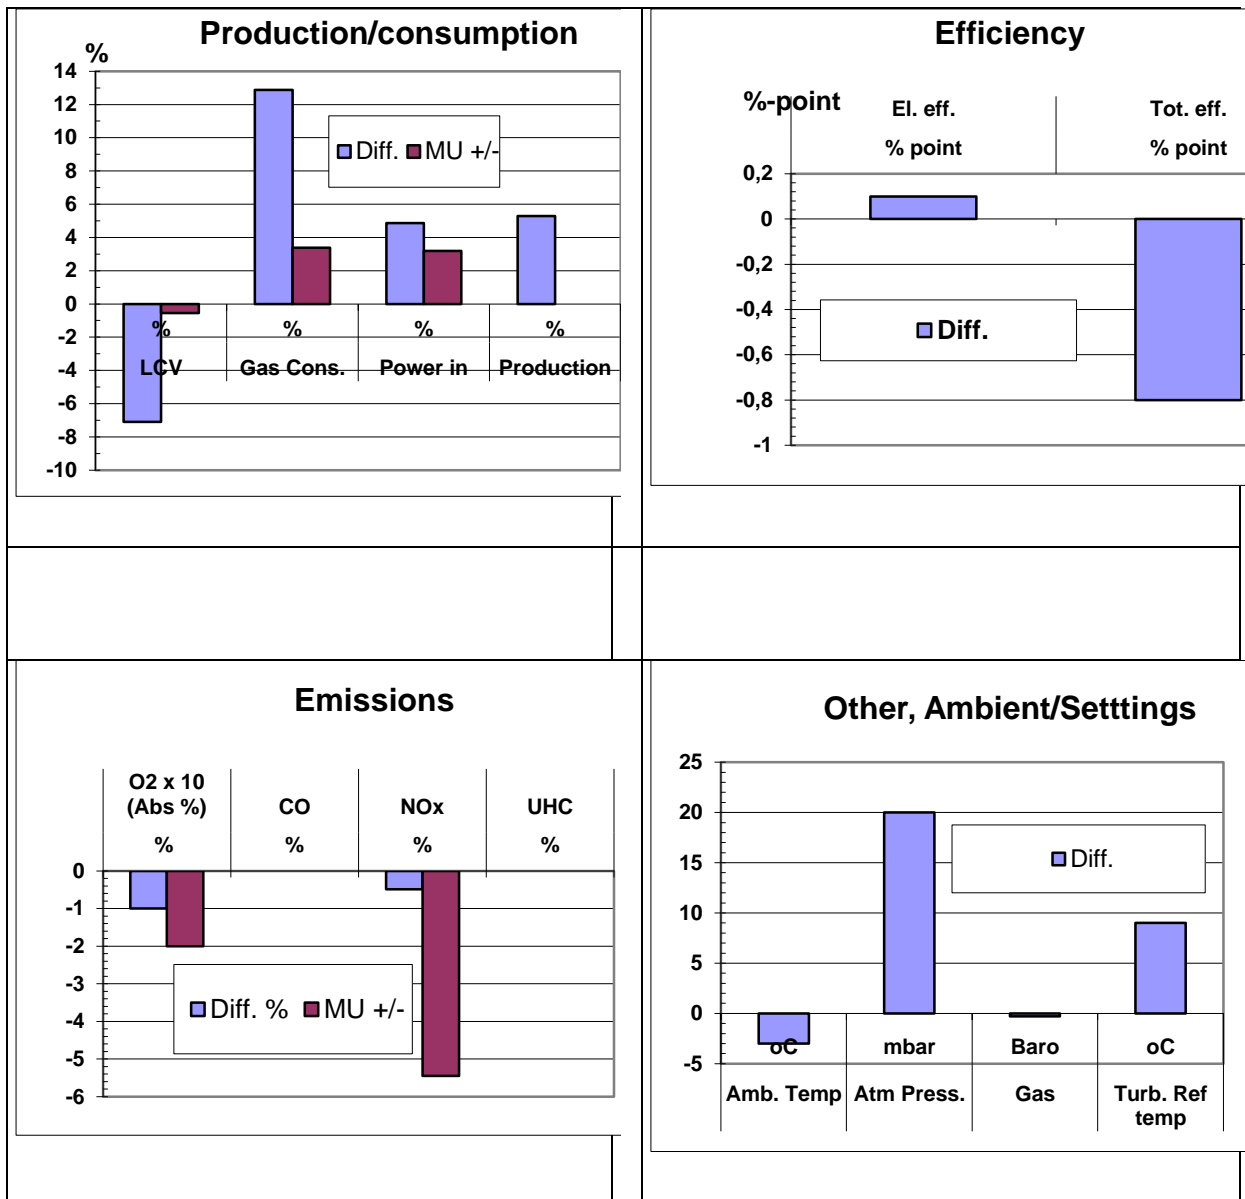 Production/consumption
%
14
12
10
8
6
4
2
0
-2
-4
-6
-8
-10
Diff. MU +/-
% % % %
LCV Gas Cons. Power in Production
Efficiency
%-point
El. eff. Tot. eff.
% point % point
0,2
0
-0,2
-0,4
-0,6
-0,8
-1
Diff.
Emissions
O2 x 10
(Abs %) CO NOx UHC
% % % %
0
-1
-2
-3
-4
-5
-6
Diff. % MU +/-
Other, Ambient/Setttings
25
20
15
10
5
0
-5
Diff.
oC mbar Baro oC
Amb. Temp Atm Press. Gas Turb. Ref
temp